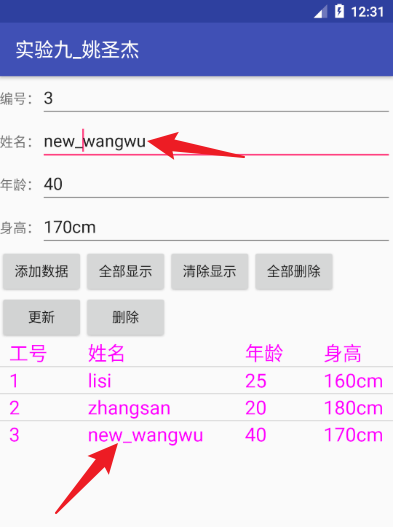 12:31
实验九_姚圣杰
编号: 3
姓名: new_wangwu
年龄: 40
身高: 170cm
添加数据 全部显示 清除显示 全部删除
更新 删除
工号 姓名 年龄 身高
1 lisi 25 160cm
2 zhangsan 20 180cm
3 new_wangwu 40 170cm